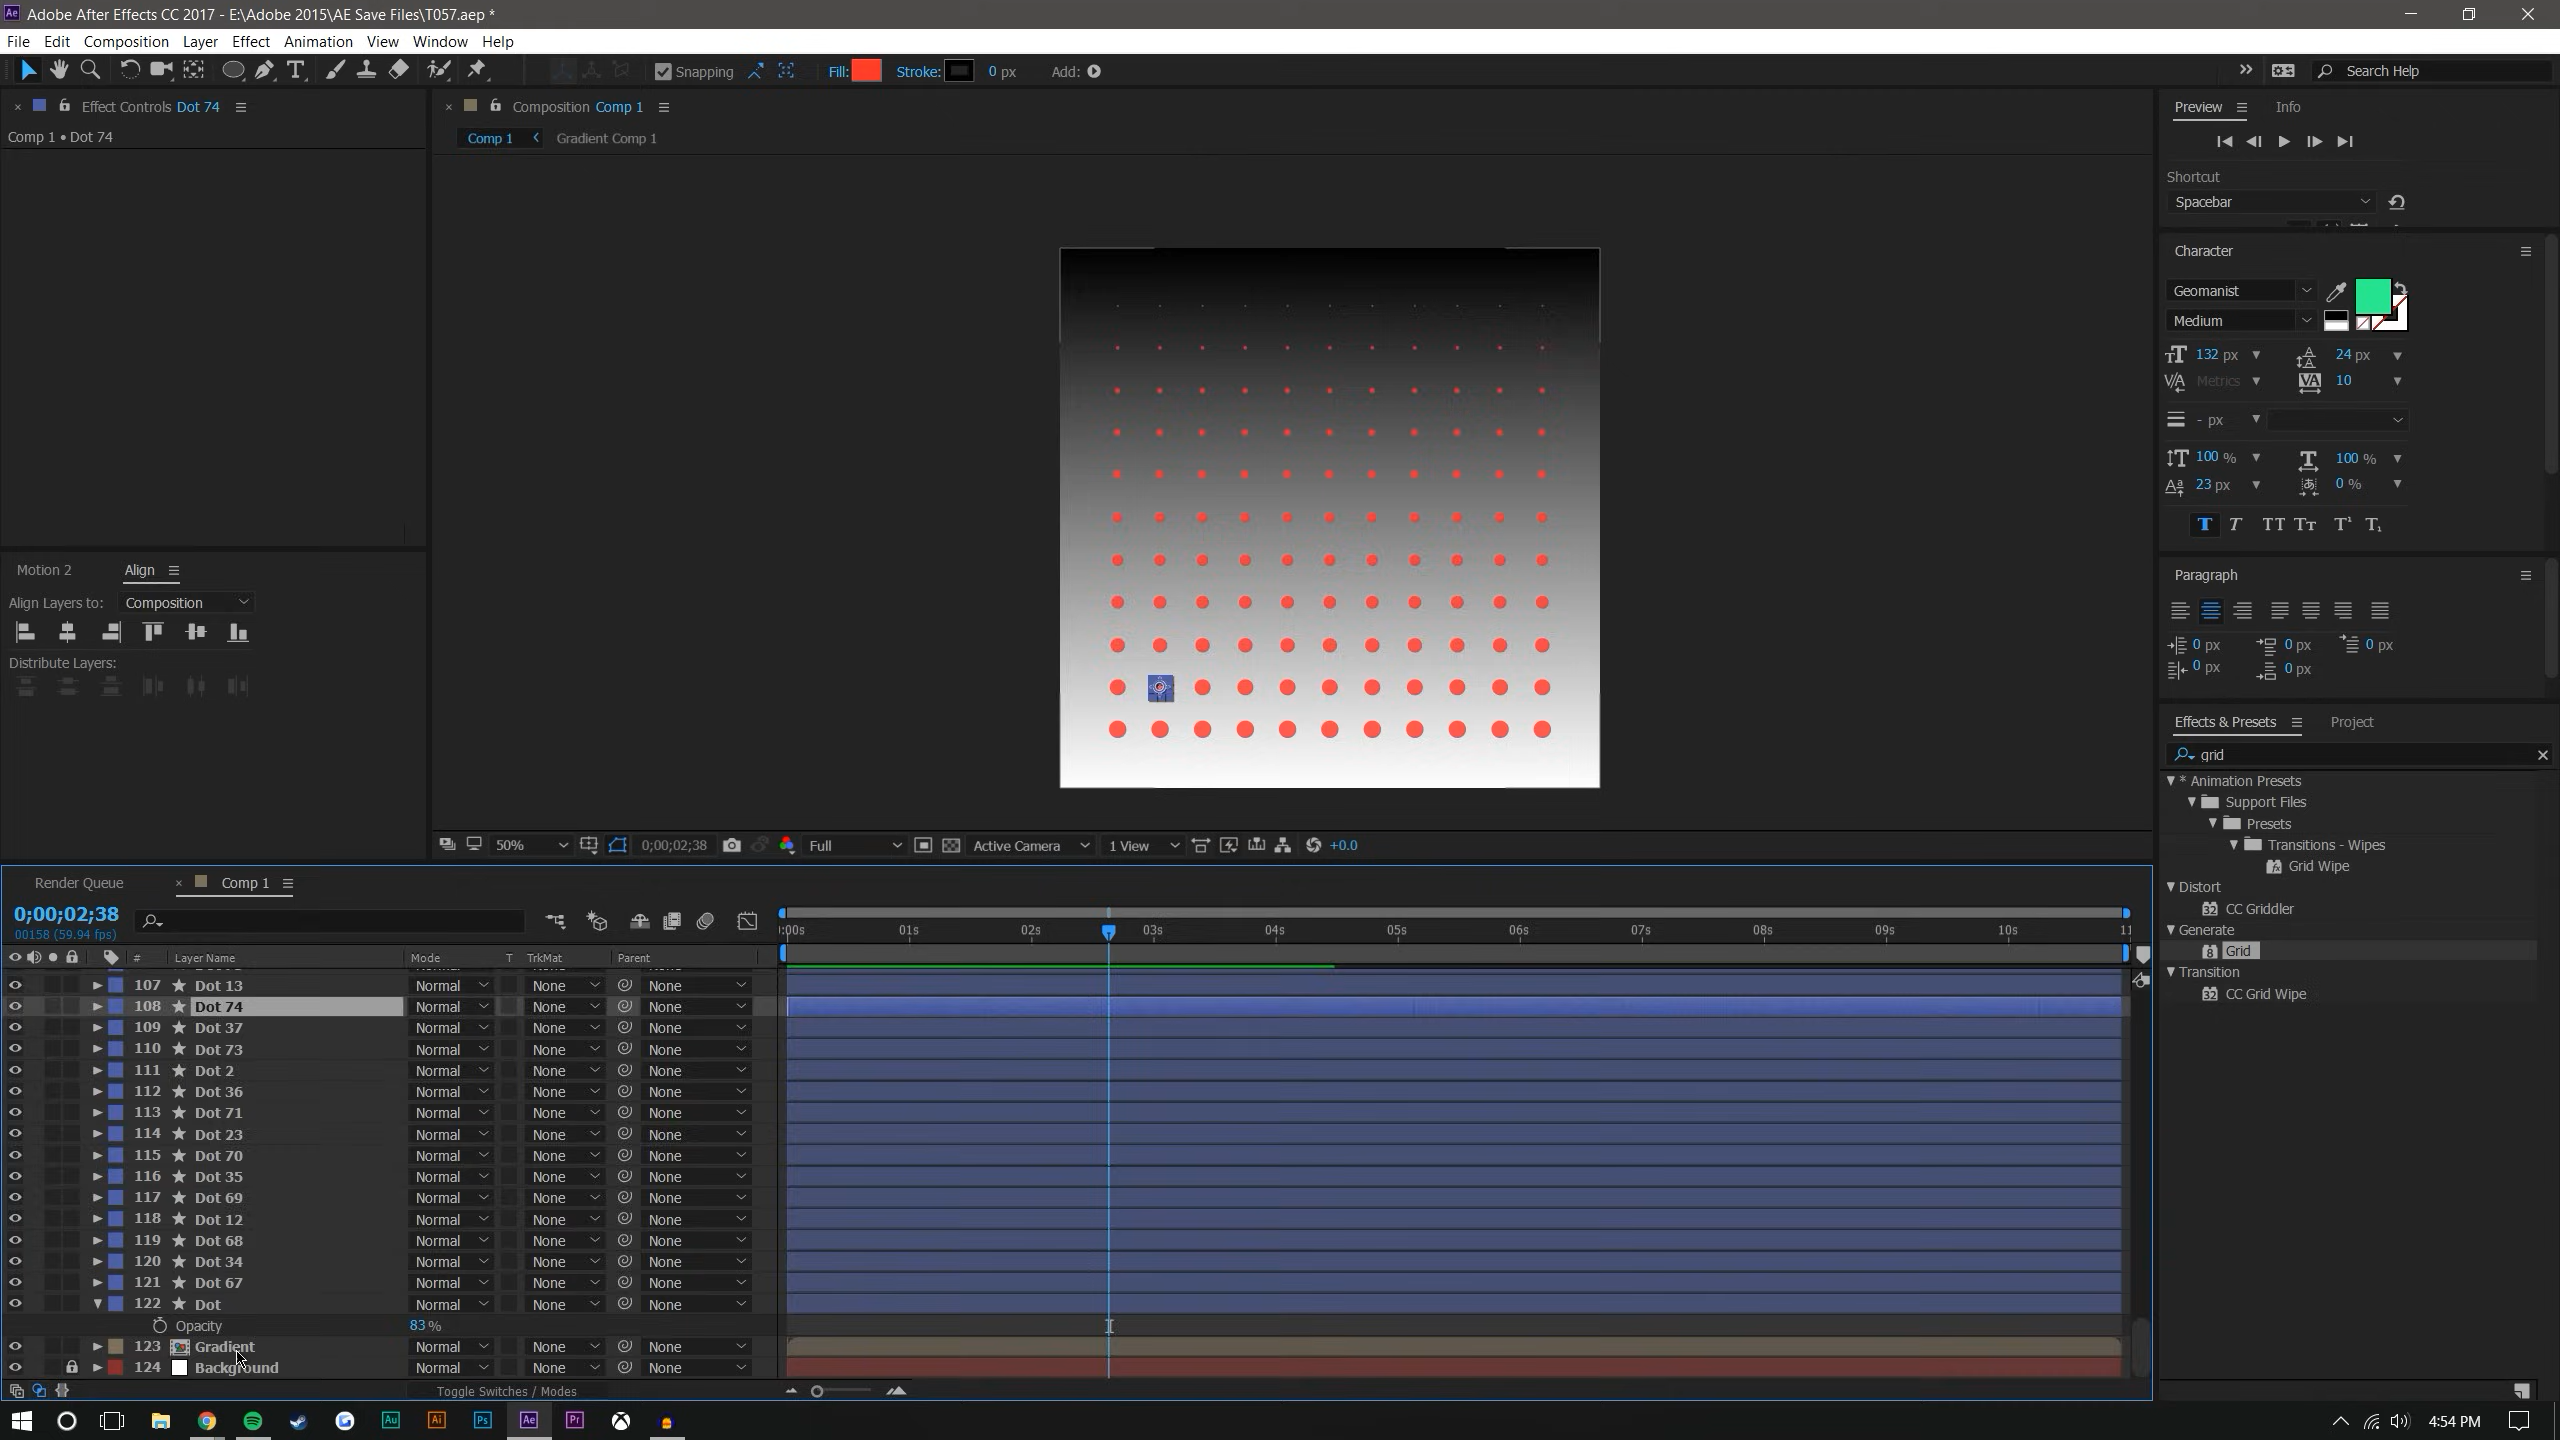 Adobe After Effects CC 2017 - E:\Adobe 2015\AE Save Files\T057.aep *
File Edit Composition Layer Effect Animation View Window Help
Snapping Fill: Stroke: 0 px Add: Search Help
Effect Controls Dot 74
Comp 1 • Dot 74
Composition Comp 1
Comp 1 Gradient Comp 1
Preview Info
Shortcut
Spacebar
Character
Geomanist
Medium
132 px 24 px
Metrics 10
- px
100 % 100 %
23 px 0 %
Paragraph
0 px 0 px 0 px
0 px 0 px
Effects & Presets Project
grid
* Animation Presets
Support Files
Presets
Transitions - Wipes
Grid Wipe
Distort
CC Griddler
Generate
Grid
Transition
CC Grid Wipe
Motion 2 Align
Align Layers to: Composition
Distribute Layers:
50% 0;00;02;38 Full Active Camera 1 View +0.0
Render Queue Comp 1
0;00;02;38
00158 (59.94 fps)
:00s 01s 02s 03s 04s 05s 06s 07s 08s 09s 10s 11
# Layer Name Mode T TrkMat Parent
107 Dot 13 Normal None None
108 Dot 74 Normal None None
109 Dot 37 Normal None None
110 Dot 73 Normal None None
111 Dot 2 Normal None None
112 Dot 36 Normal None None
113 Dot 71 Normal None None
114 Dot 23 Normal None None
115 Dot 70 Normal None None
116 Dot 35 Normal None None
117 Dot 69 Normal None None
118 Dot 12 Normal None None
119 Dot 68 Normal None None
120 Dot 34 Normal None None
121 Dot 67 Normal None None
122 Dot Normal None None
Opacity 83 %
123 Gradient Normal None None
124 Background Normal None None
Toggle Switches / Modes
4:54 PM